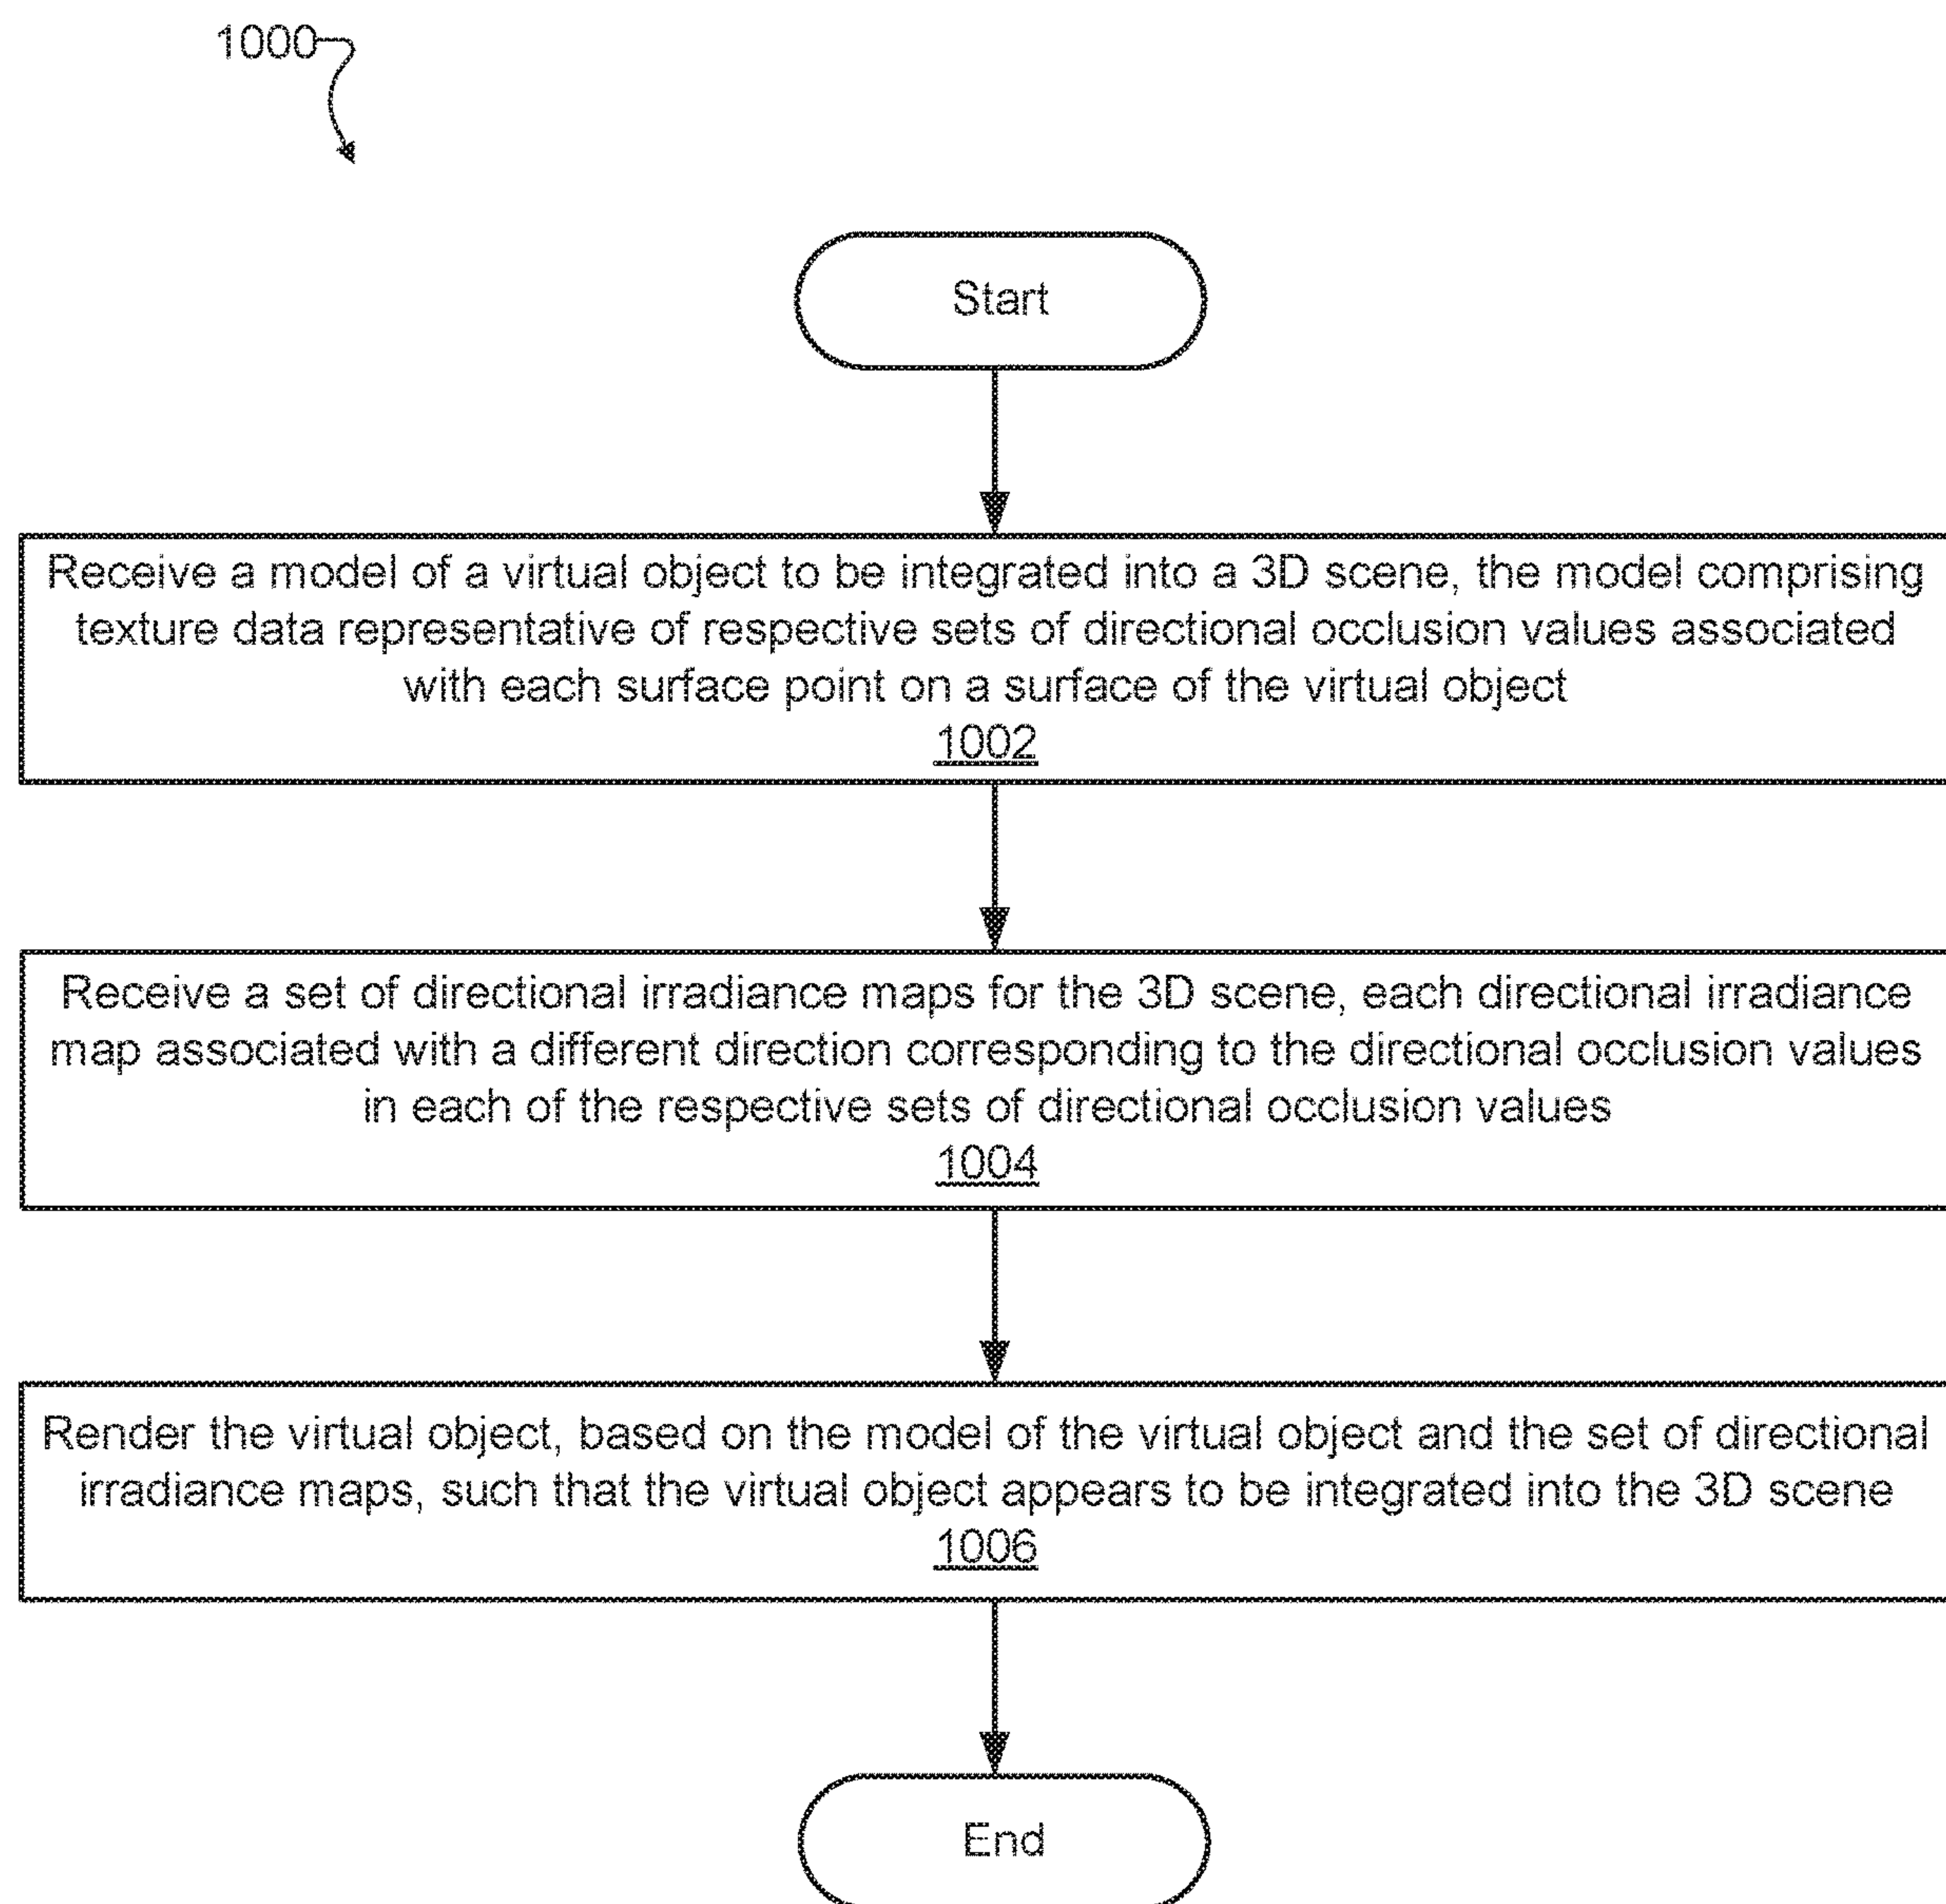 1000
Start
Receive a model of a virtual object to be integrated into a 3D scene, the model comprising
texture data representative of respective sets of directional occlusion values associated
with each surface point on a surface of the virtual object
1002
Receive a set of directional irradiance maps for the 3D scene, each directional irradiance
map associated with a different direction corresponding to the directional occlusion values
in each of the respective sets of directional occlusion values
1004
Render the virtual object, based on the model of the virtual object and the set of directional
irradiance maps, such that the virtual object appears to be integrated into the 3D scene
1006
End